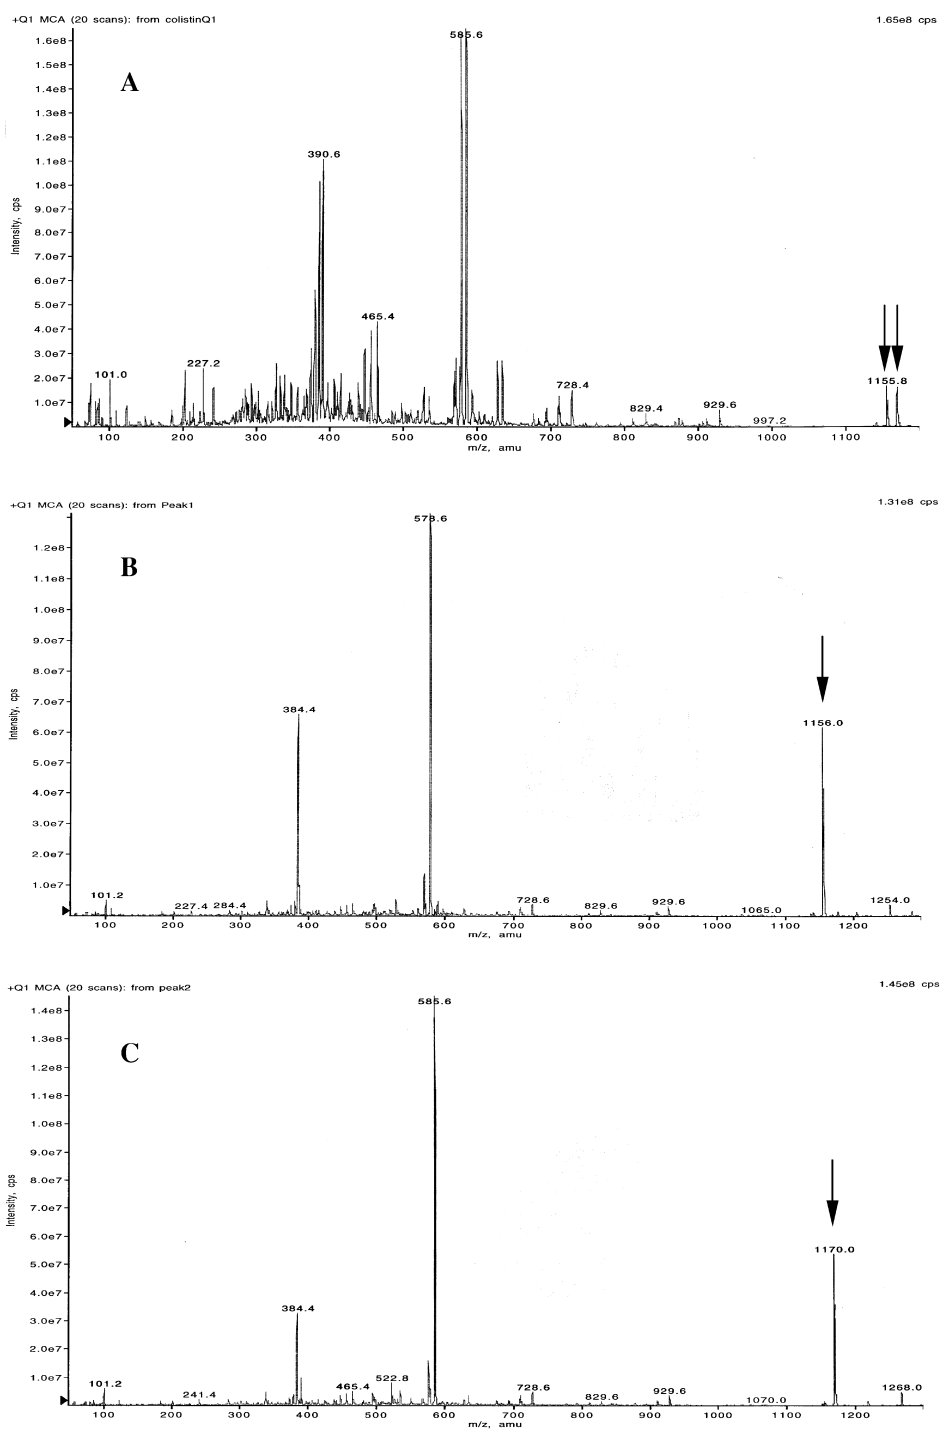 +Q1 MCA (20 scans): from colistinQ1 1.65e8 cps
585.6
1.6e8
1.5e8
A
1.4e8
1.3e8
1.2e8
390.6
1.1e8
1.0e8
9.0e7
Intensity, cps
8.0e7
7.0e7
6.0e7
5.0e7
465.4
4.0e7
3.0e7
101.0 227.2
2.0e7
728.4 1155.8
1.0e7
829.4 929.6 997.2
100 200 300 400 500 600 700 800 900 1000 1100
m/z, amu
+Q1 MCA (20 scans): from Peak1 1.31e8 cps
578.6
1.2e8
B
1.1e8
1.0e8
9.0e7
8.0e7
7.0e7
384.4
Intensity, cps
1156.0
6.0e7
5.0e7
4.0e7
3.0e7
2.0e7
1.0e7
101.2 227.4 284.4 728.6 829.6 929.6 1065.0 1254.0
100 200 300 400 500 600 700 800 900 1000 1100 1200
m/z, amu
+Q1 MCA (20 scans): from peak2 1.45e8 cps
585.6
1.4e8
1.3e8
C
1.2e8
1.1e8
1.0e8
9.0e7
8.0e7
Intensity, cps
7.0e7
6.0e7
1170.0
5.0e7
4.0e7
384.4
3.0e7
2.0e7
1.0e7
101.2 241.4 465.4 522.8 728.6 829.6 929.6 1070.0 1268.0
100 200 300 400 500 600 700 800 900 1000 1100 1200
m/z, amu